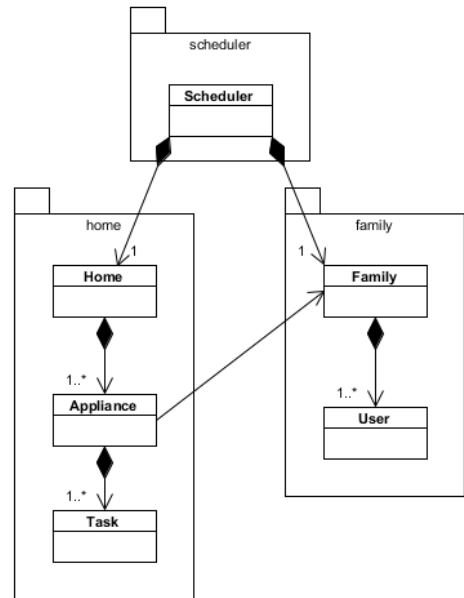 scheduler
Scheduler
home
family
1
1
Home
Family
1..*
1..*
Appliance
User
1..*
Task